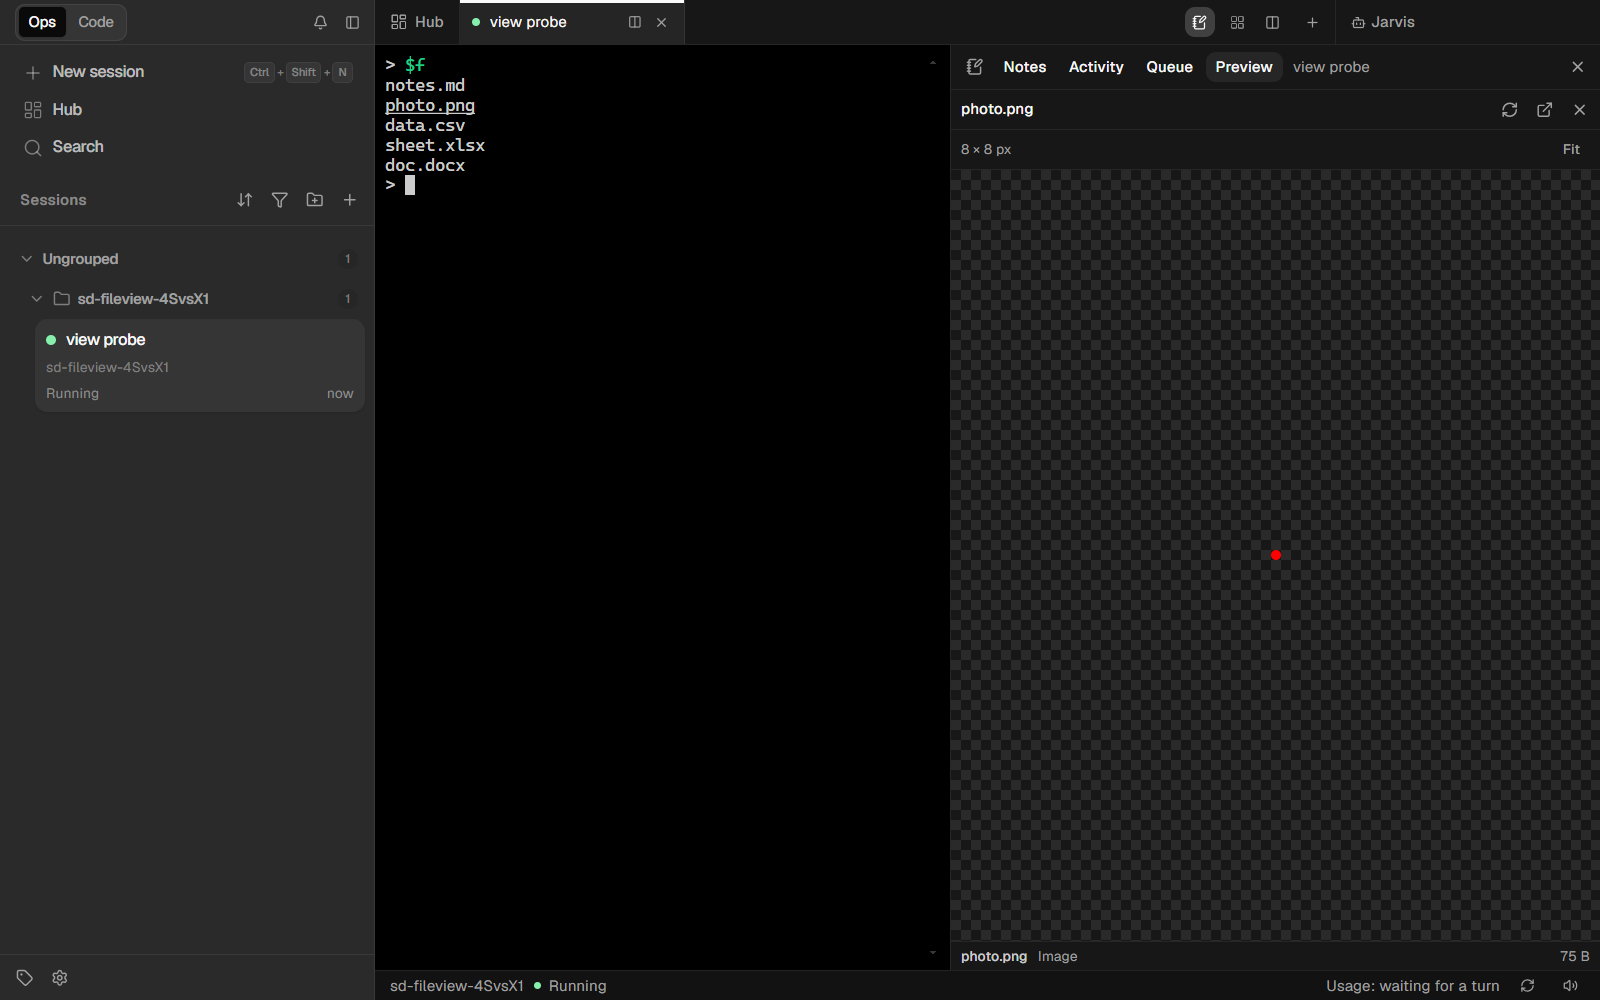 Ops Code
New session Ctrl + Shift + N
Hub
Search
Sessions
Ungrouped 1
sd-fileview-4SvsX1 1
view probe
sd-fileview-4SvsX1
Running now
Hub view probe Jarvis
> $f
notes.md
photo.png
data.csv
sheet.xlsx
doc.docx
>
Notes Activity Queue Preview view probe
photo.png
8 × 8 px Fit
photo.png Image 75 B
sd-fileview-4SvsX1 Running Usage: waiting for a turn